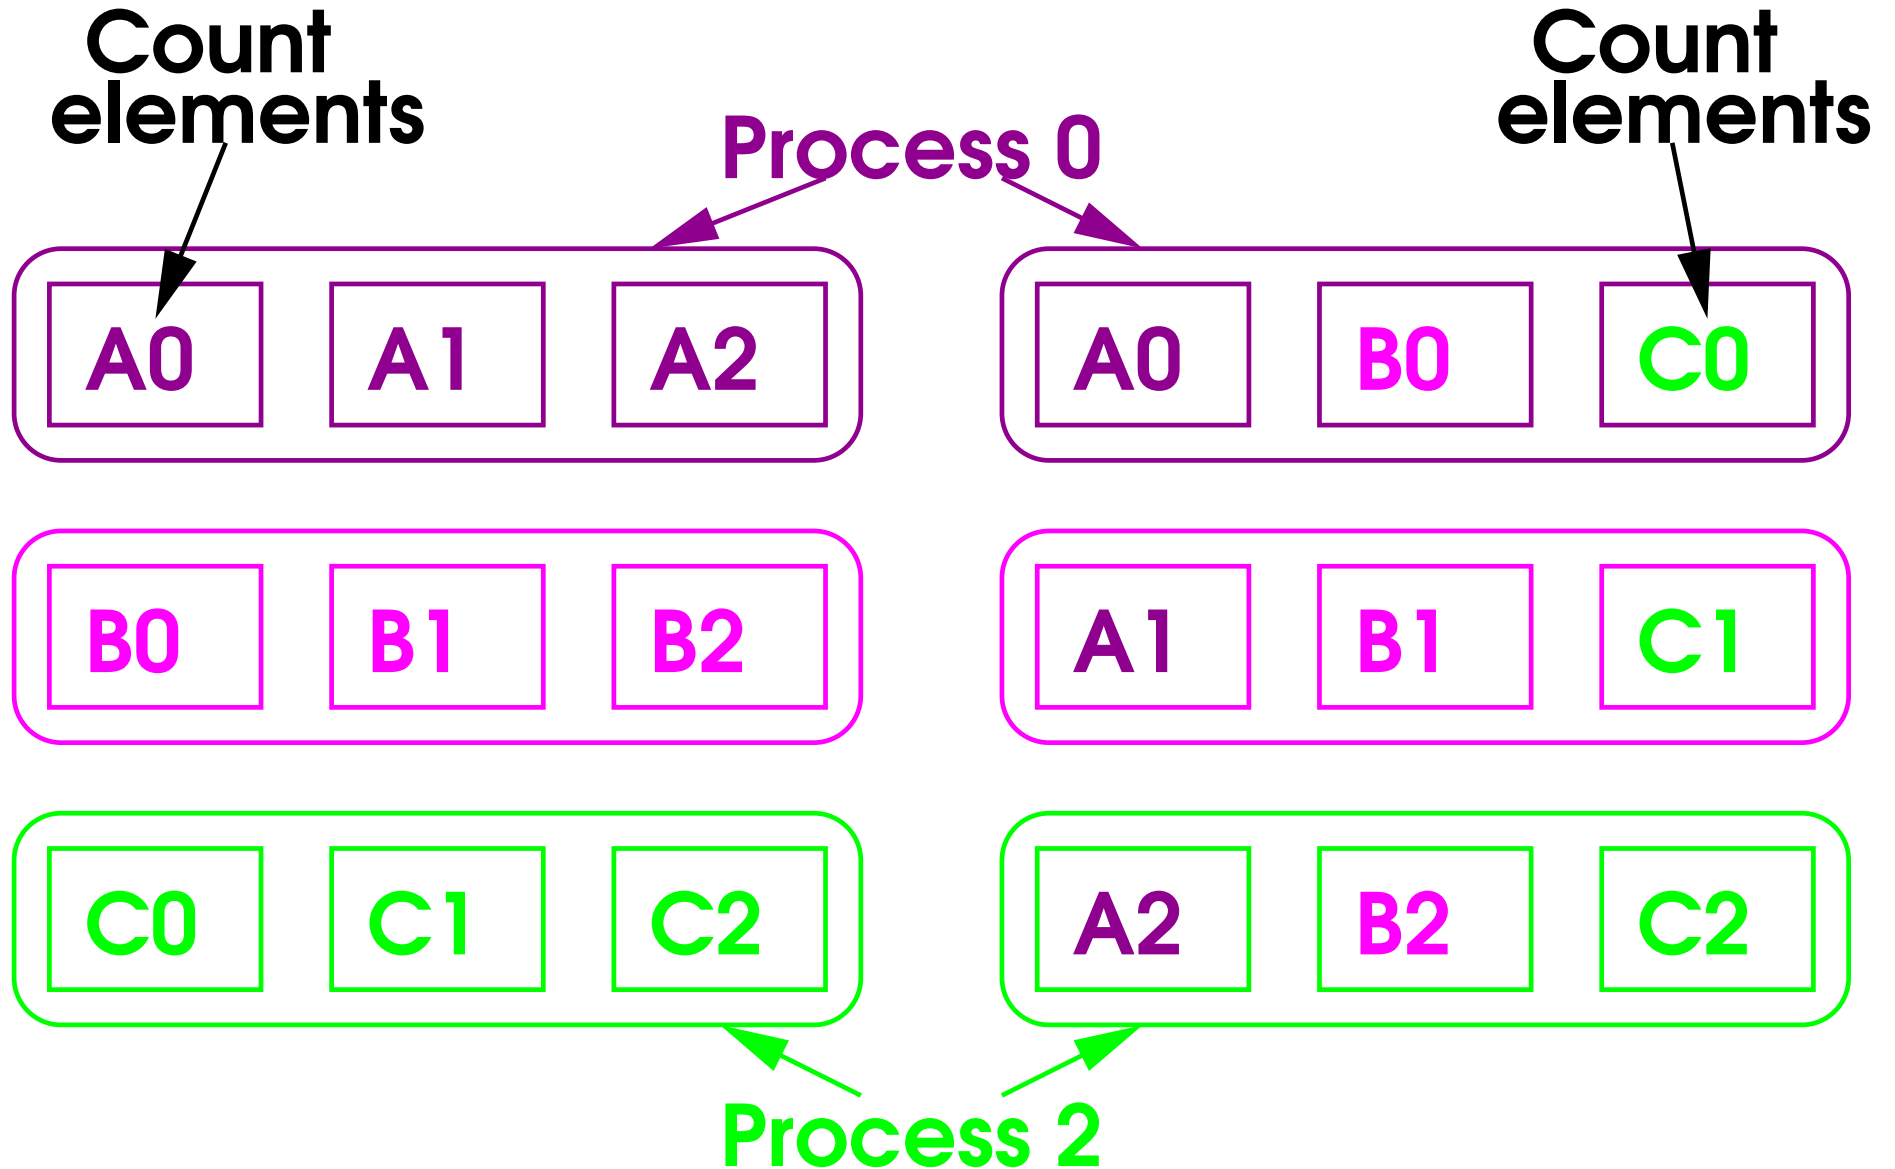 Count
elements
Count
elements
Process 0
A0 A1 A2
A0 B0 C0
B0 B1 B2
A1 B1 C1
C0 C1 C2
A2 B2 C2
Process 2